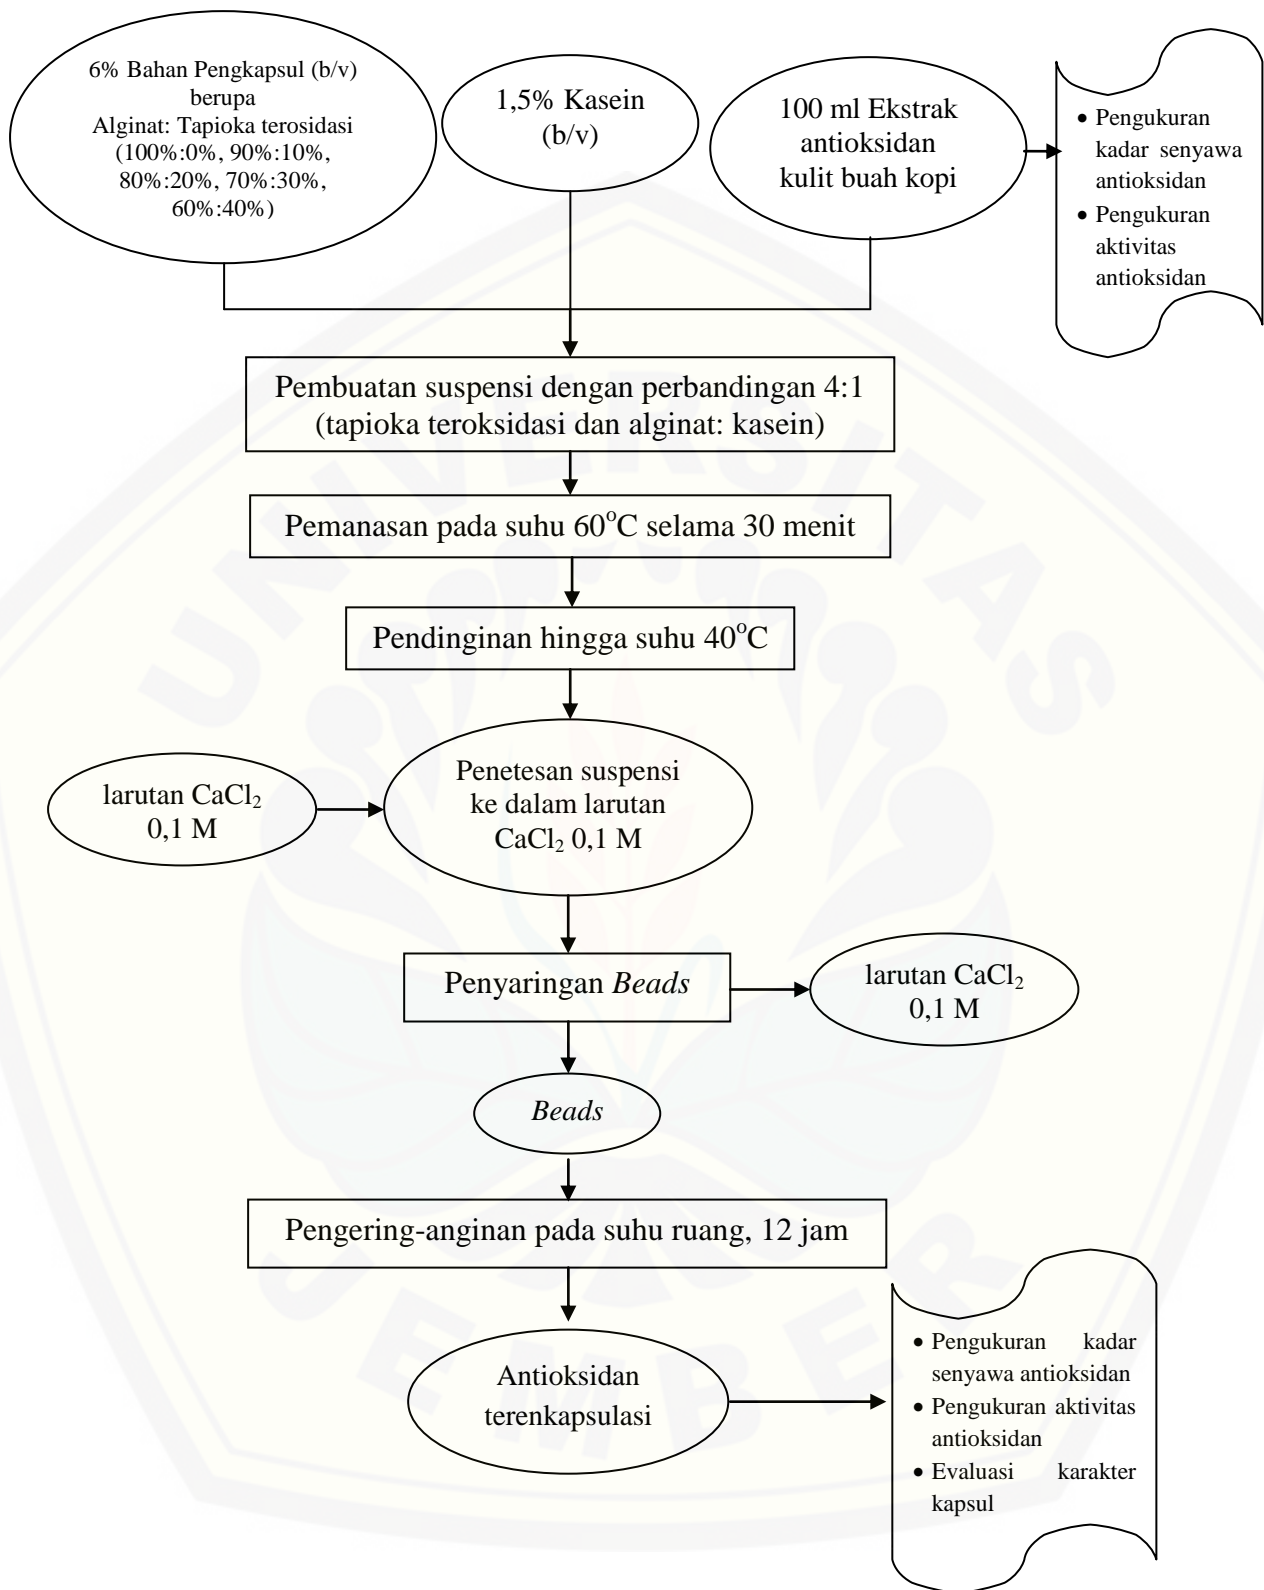 6% Bahan Pengkapsul (b/v)
berupa
Alginat: Tapioka terosidasi
(100%:0%, 90%:10%,
80%:20%, 70%:30%,
60%:40%)
1,5% Kasein
(b/v)
100 ml Ekstrak
antioksidan
kulit buah kopi
• Pengukuran
kadar senyawa
antioksidan
• Pengukuran
aktivitas
antioksidan
Pembuatan suspensi dengan perbandingan 4:1
(tapioka teroksidasi dan alginat: kasein)
Pemanasan pada suhu 60°C selama 30 menit
Pendinginan hingga suhu 40°C
larutan CaCl₂
0,1 M
Penetesan suspensi
ke dalam larutan
CaCl₂ 0,1 M
Penyaringan Beads
larutan CaCl₂
0,1 M
Beads
Pengering-anginan pada suhu ruang, 12 jam
Antioksidan
terenkapsulasi
• Pengukuran kadar
senyawa antioksidan
• Pengukuran aktivitas
antioksidan
• Evaluasi karakter
kapsul
UNIVERSITAS
JEMBER